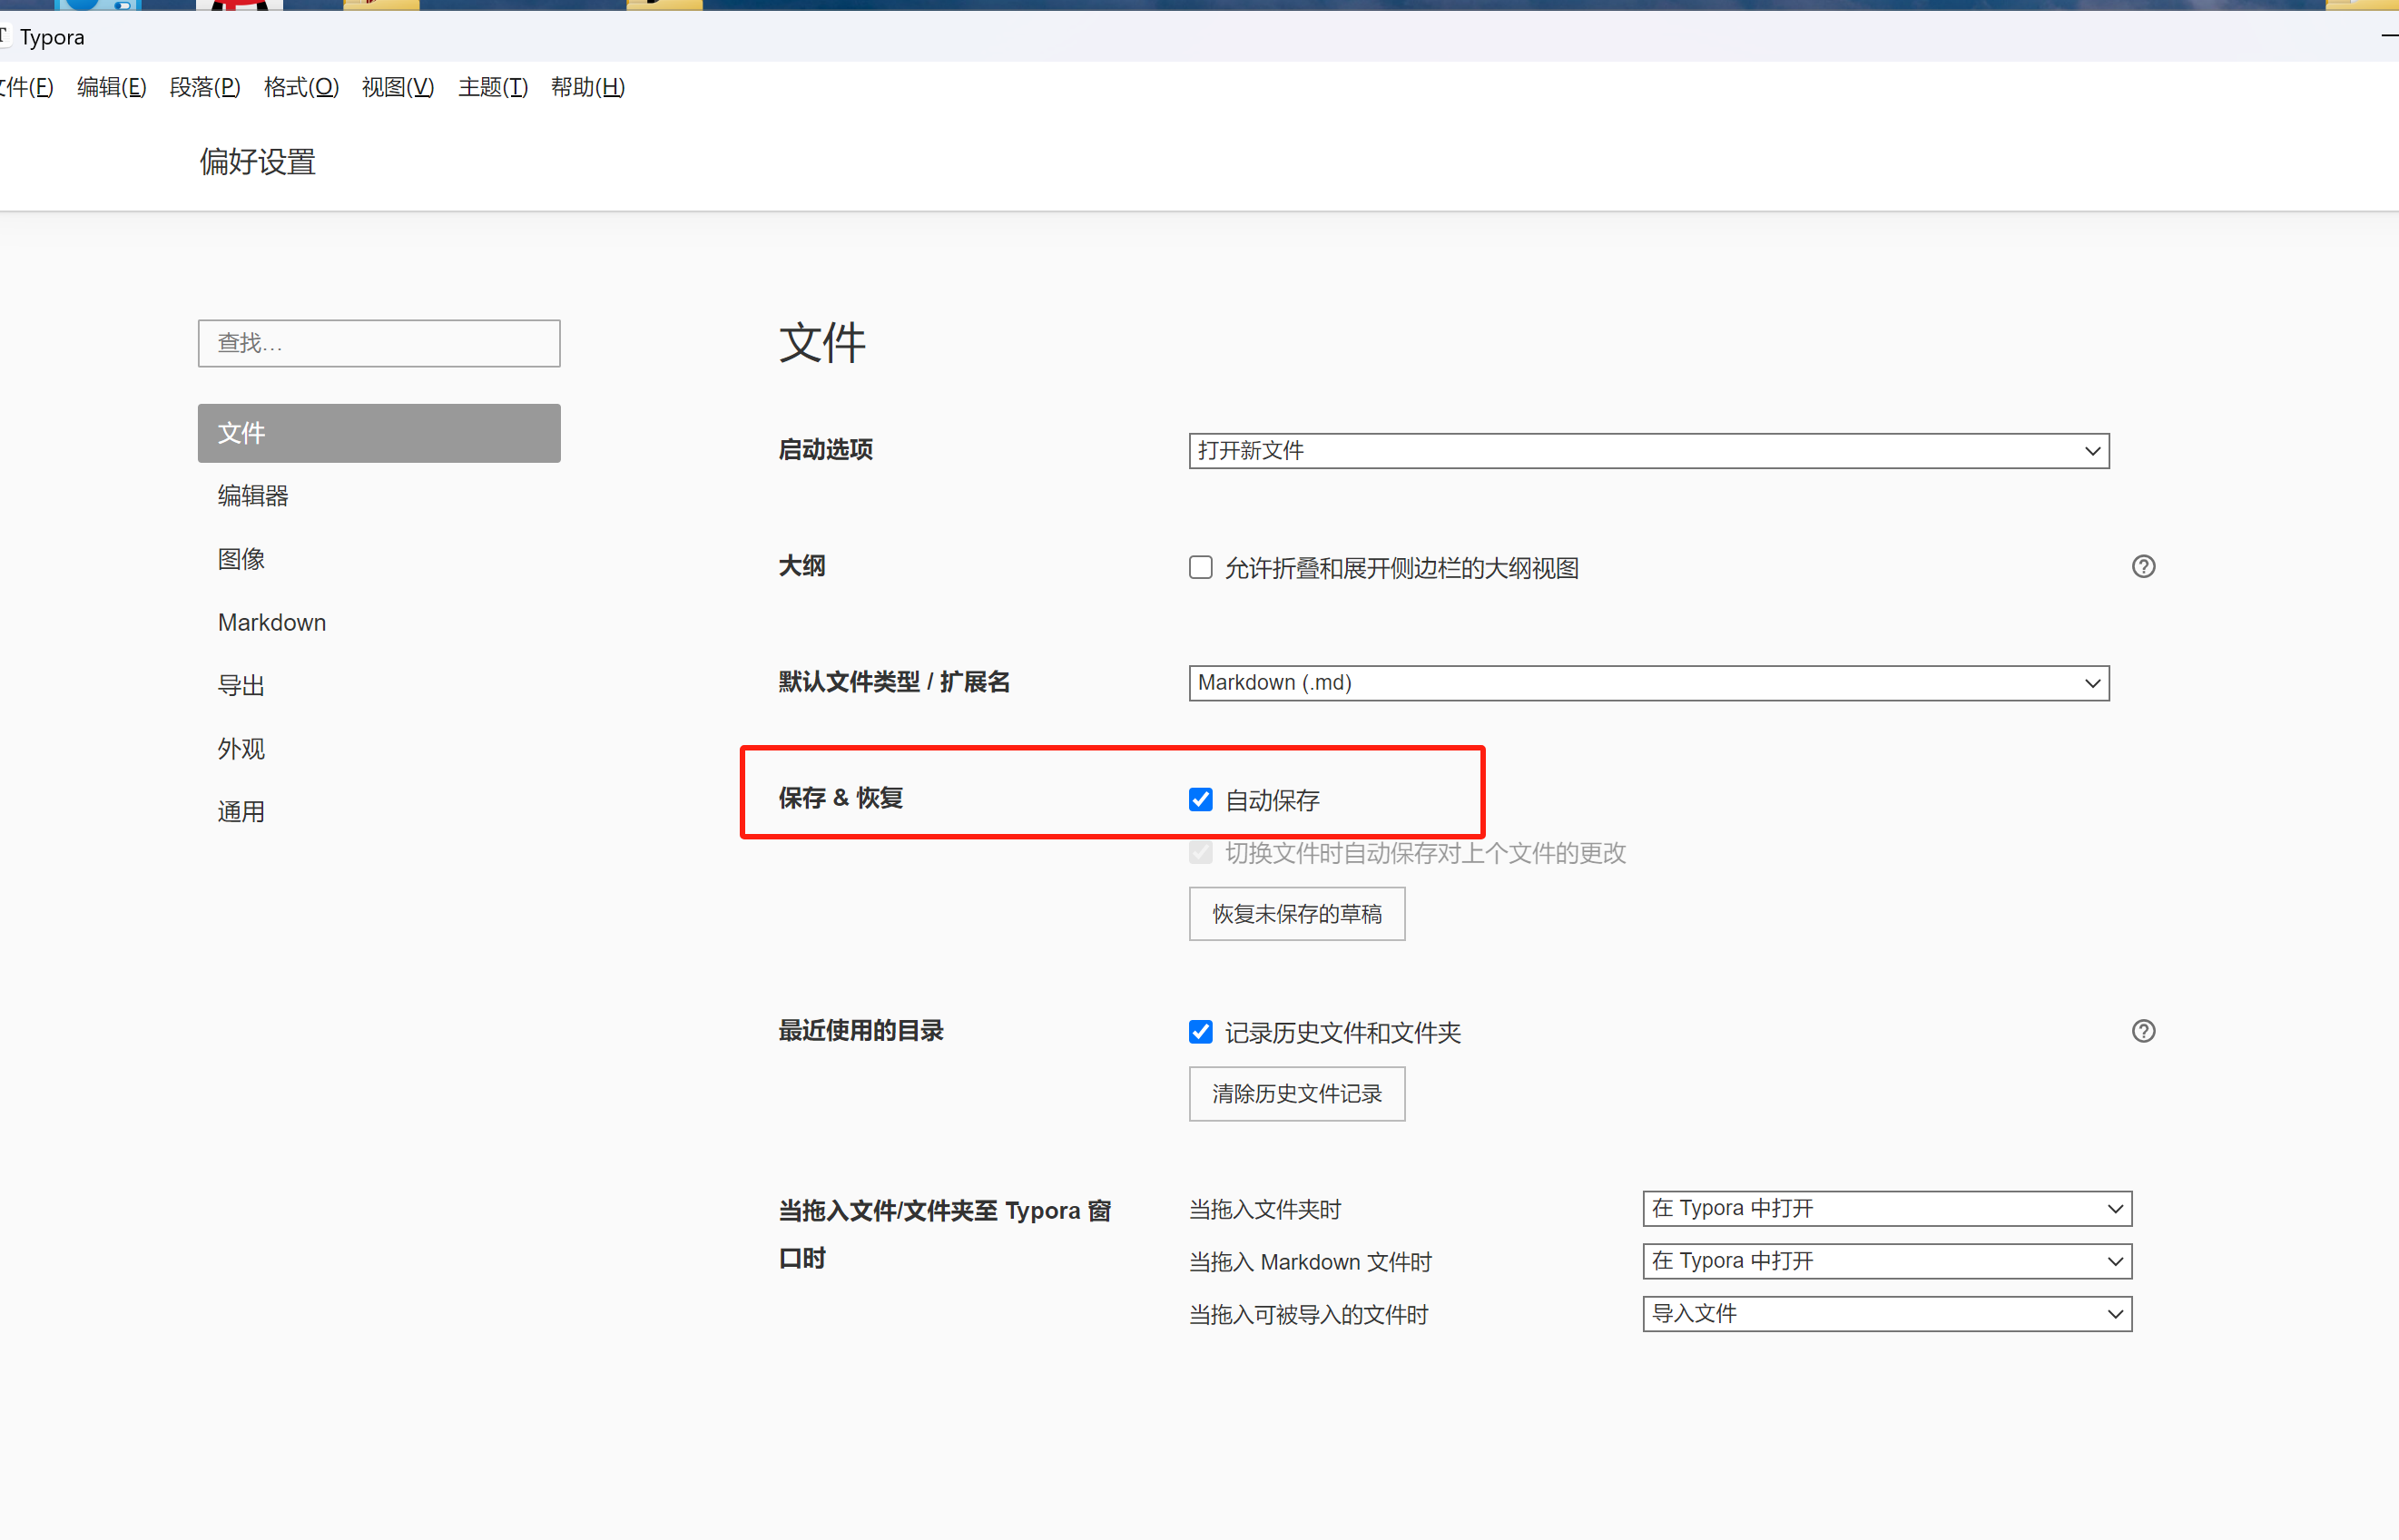 Typora
文件(F) 编辑(E) 段落(P) 格式(O) 视图(V) 主题(T) 帮助(H)
偏好设置
查找...
文件
编辑器
图像
Markdown
导出
外观
通用
文件
启动选项
打开新文件
大纲
允许折叠和展开侧边栏的大纲视图
默认文件类型 / 扩展名
Markdown (.md)
保存 & 恢复
自动保存
切换文件时自动保存对上个文件的更改
恢复未保存的草稿
最近使用的目录
记录历史文件和文件夹
清除历史文件记录
当拖入文件/文件夹至 Typora 窗
口时
当拖入文件夹时
在 Typora 中打开
当拖入 Markdown 文件时
在 Typora 中打开
当拖入可被导入的文件时
导入文件